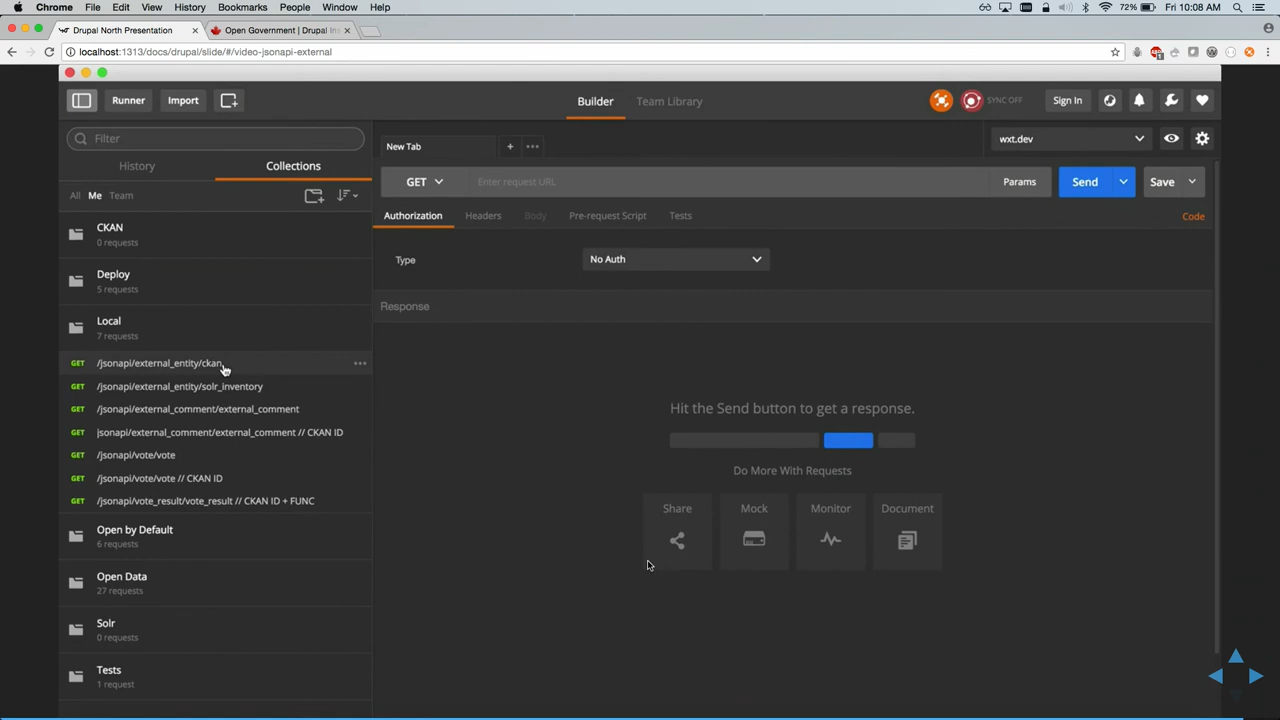 Chrome File Edit View History Bookmarks People Window Help 72% Fri 10:08 AM
Drupal North Presentation × Open Government | Drupal In ×
localhost:1313/docs/drupal/slide/#/video-jsonapi-external
Runner Import Builder Team Library SYNC OFF Sign In
Filter
New Tab + ••• wxt.dev
History Collections
GET Enter request URL Params Send Save
All Me Team
Authorization Headers Body Pre-request Script Tests Code
CKAN
0 requests
Type No Auth
Deploy
5 requests
Response
Local
7 requests
GET /jsonapi/external_entity/ckan •••
GET /jsonapi/external_entity/solr_inventory
GET /jsonapi/external_comment/external_comment
GET jsonapi/external_comment/external_comment // CKAN ID
GET /jsonapi/vote/vote
GET /jsonapi/vote/vote // CKAN ID
GET /jsonapi/vote_result/vote_result // CKAN ID + FUNC
Open by Default
6 requests
Open Data
27 requests
Solr
0 requests
Tests
1 request
Hit the Send button to get a response.
Do More With Requests
Share Mock Monitor Document